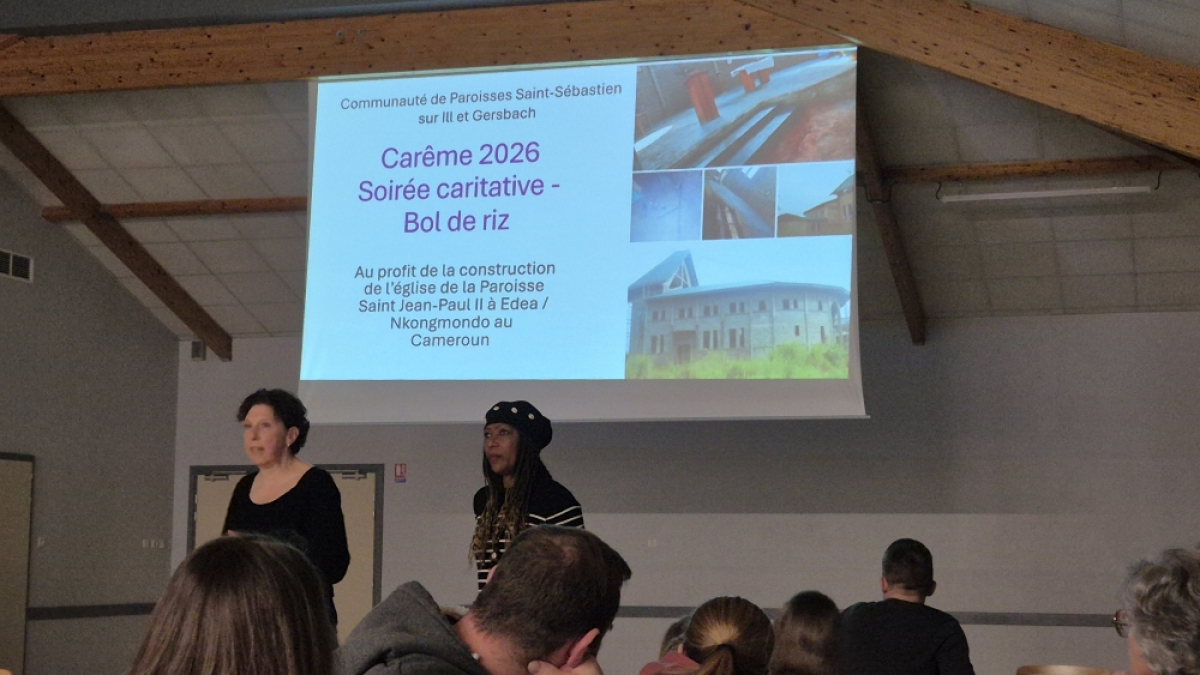 Communauté de Paroisses Saint-Sébastien
sur Ill et Gersbach
Carême 2026
Soirée caritative -
Bol de riz
Au profit de la construction
de l'église de la Paroisse
Saint Jean-Paul II à Edea /
Nkongmondo au
Cameroun